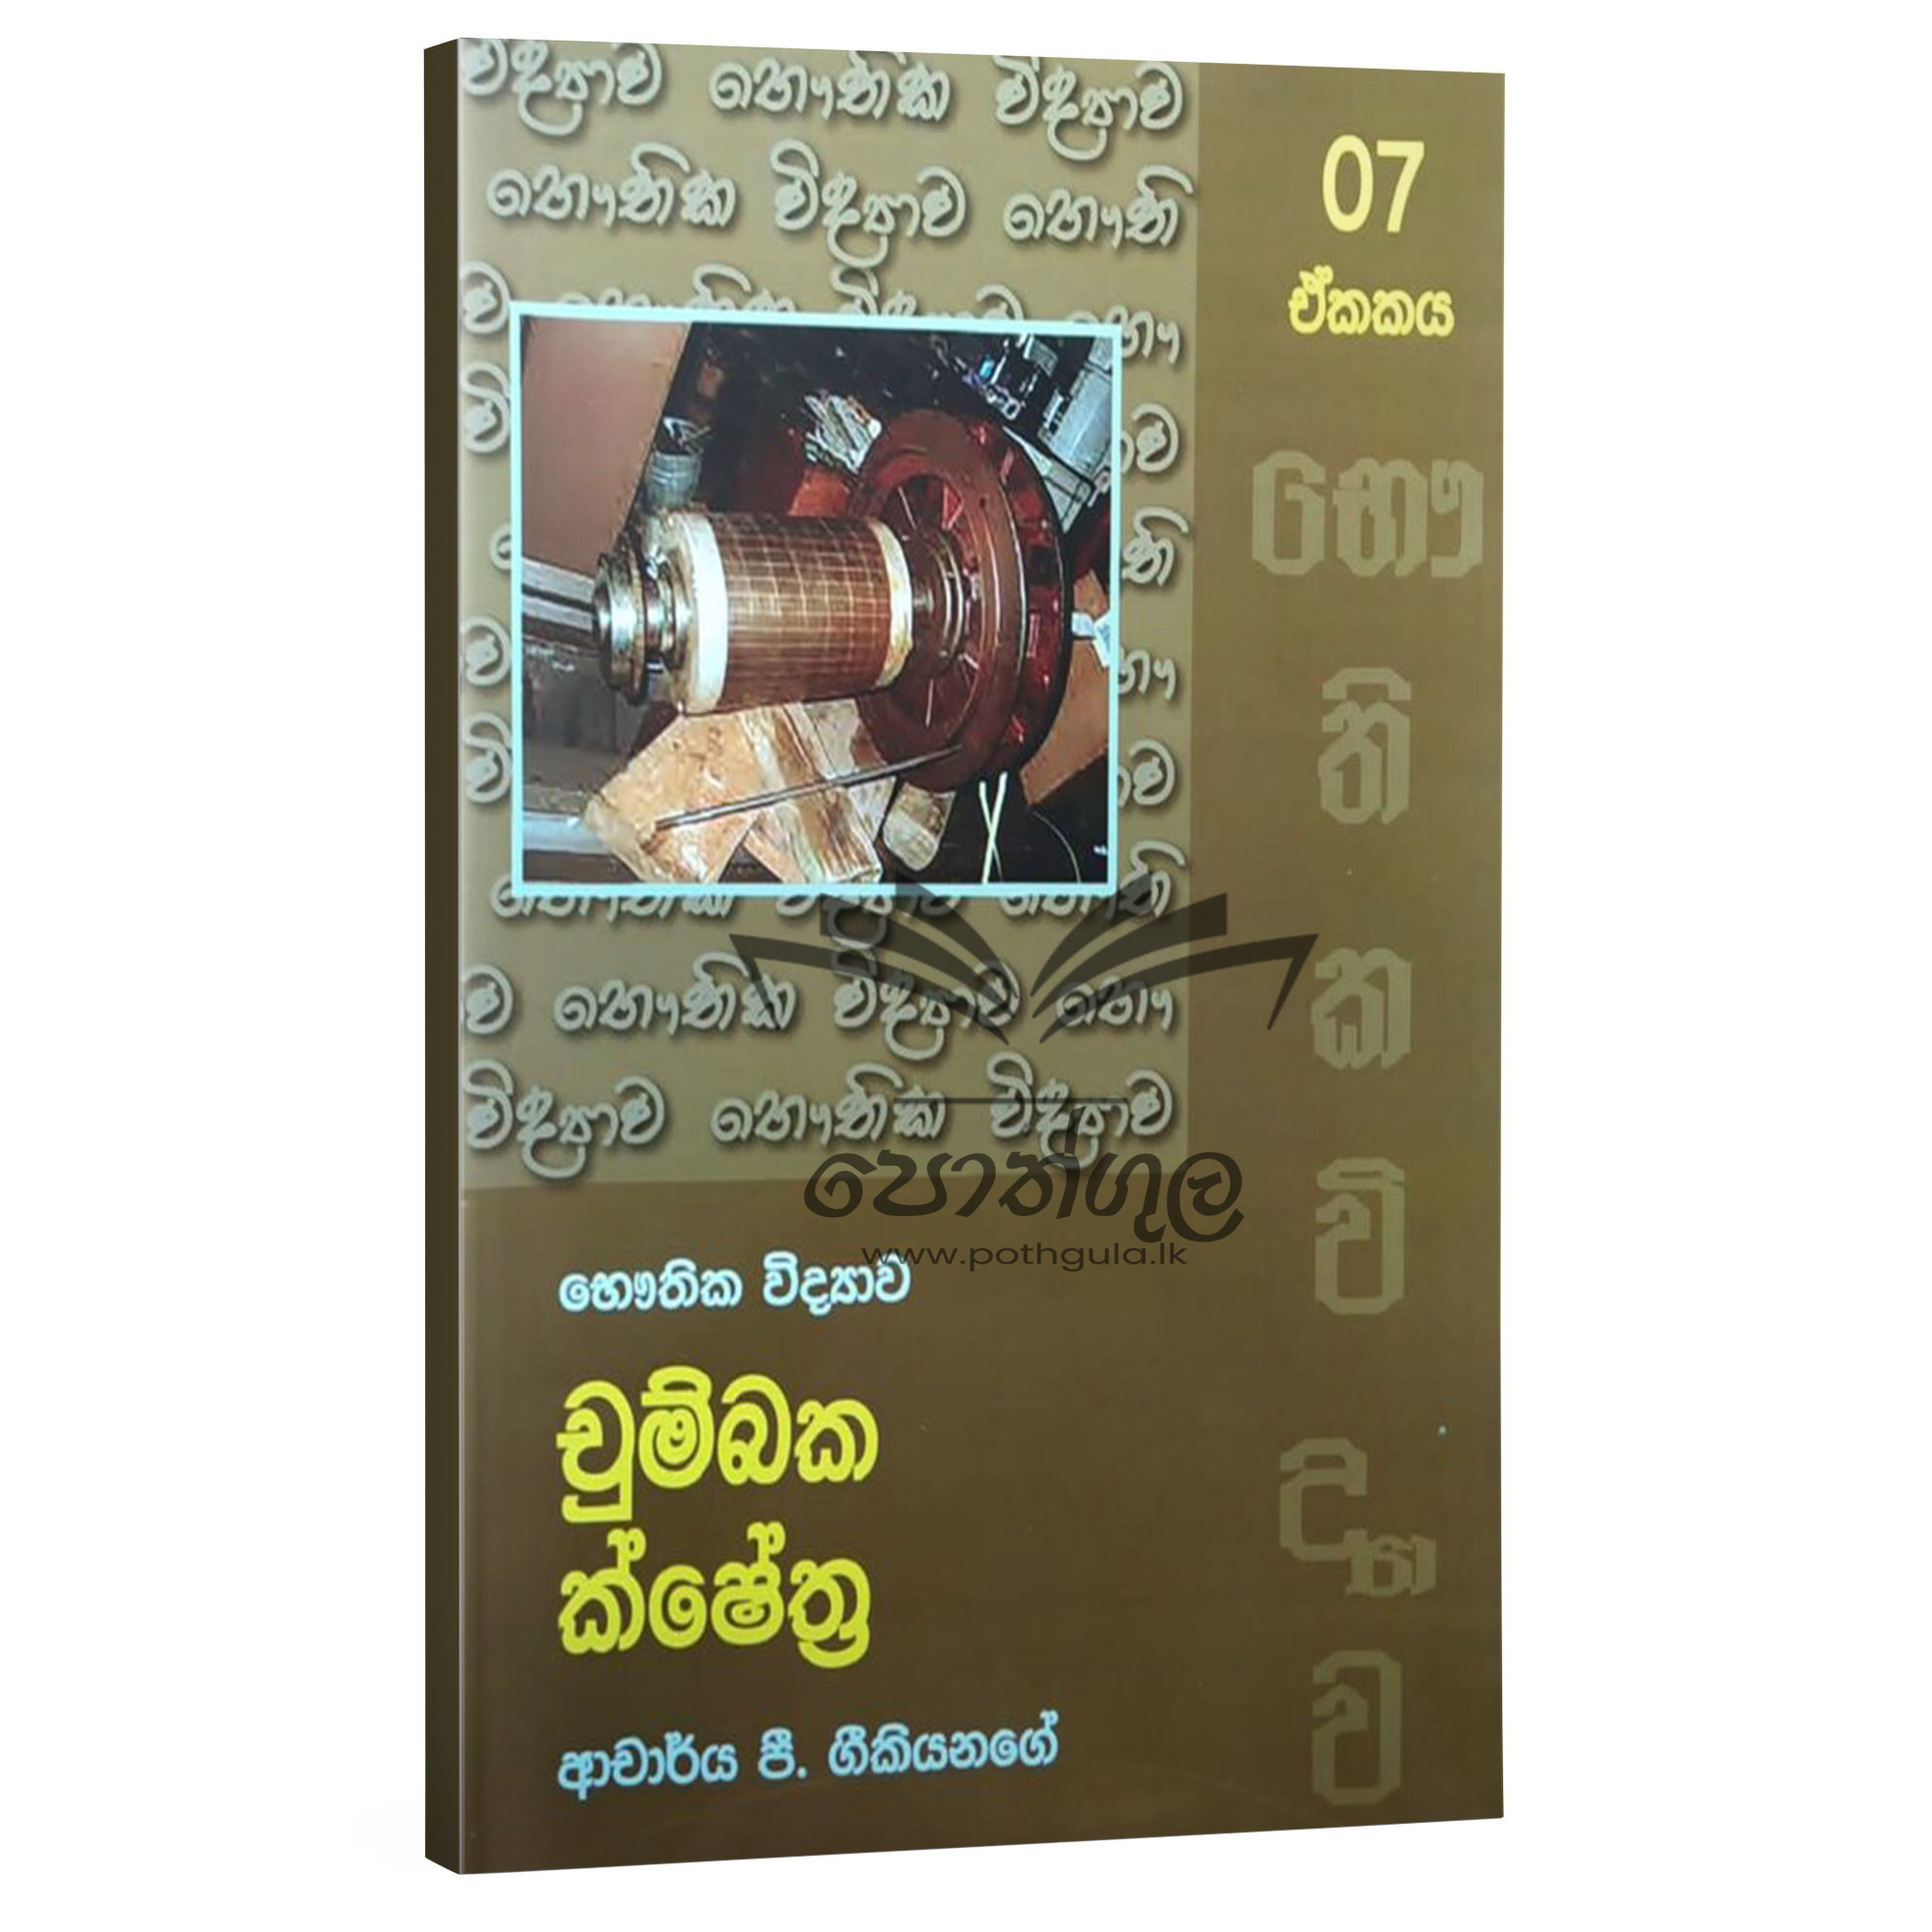 විද්‍යාව භෞතික විද්‍යාව
භෞතික විද්‍යාව භෞති
ව භෞතික විද්‍යාව භෞ
වි
ාව
ති
ව
භෞ
වි
ාව
භෞතික විද්‍යාව භෞති
ව භෞතික විද්‍යාව භෞ
විද්‍යාව භෞතික විද්‍යාව
07
ඒකකය
භෞ
ති
ක
වි
ද්‍යා
ව
පොත්ගුල
www.pothgula.lk
භෞතික විද්‍යාව
චුම්බක
ක්ෂේත්‍ර
ආචාර්ය පී. ගීකියනගේ